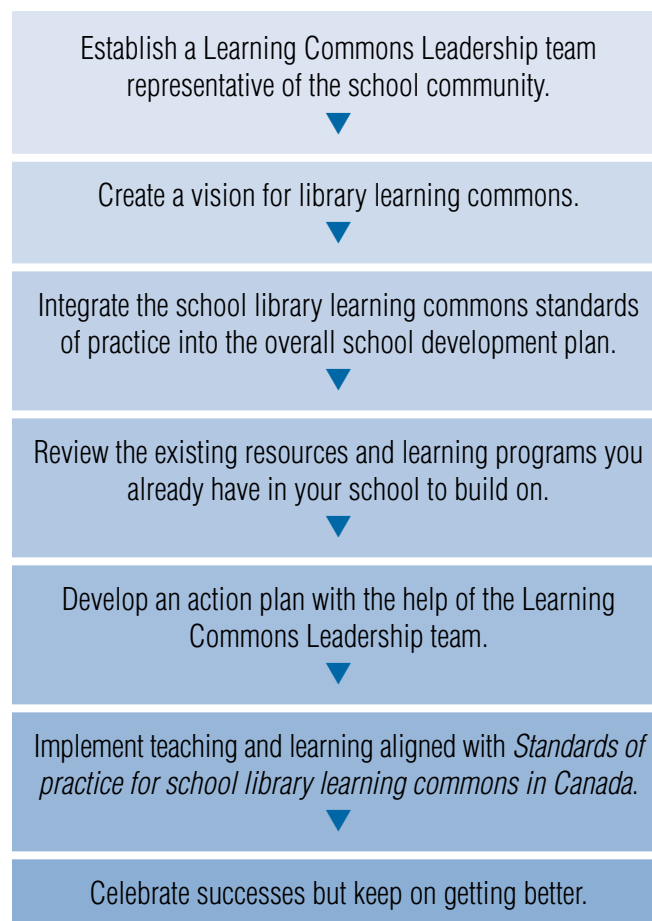 Establish a Learning Commons Leadership team
representative of the school community.
Create a vision for library learning commons.
Integrate the school library learning commons standards
of practice into the overall school development plan.
Review the existing resources and learning programs you
already have in your school to build on.
Develop an action plan with the help of the Learning
Commons Leadership team.
Implement teaching and learning aligned with Standards of
practice for school library learning commons in Canada.
Celebrate successes but keep on getting better.